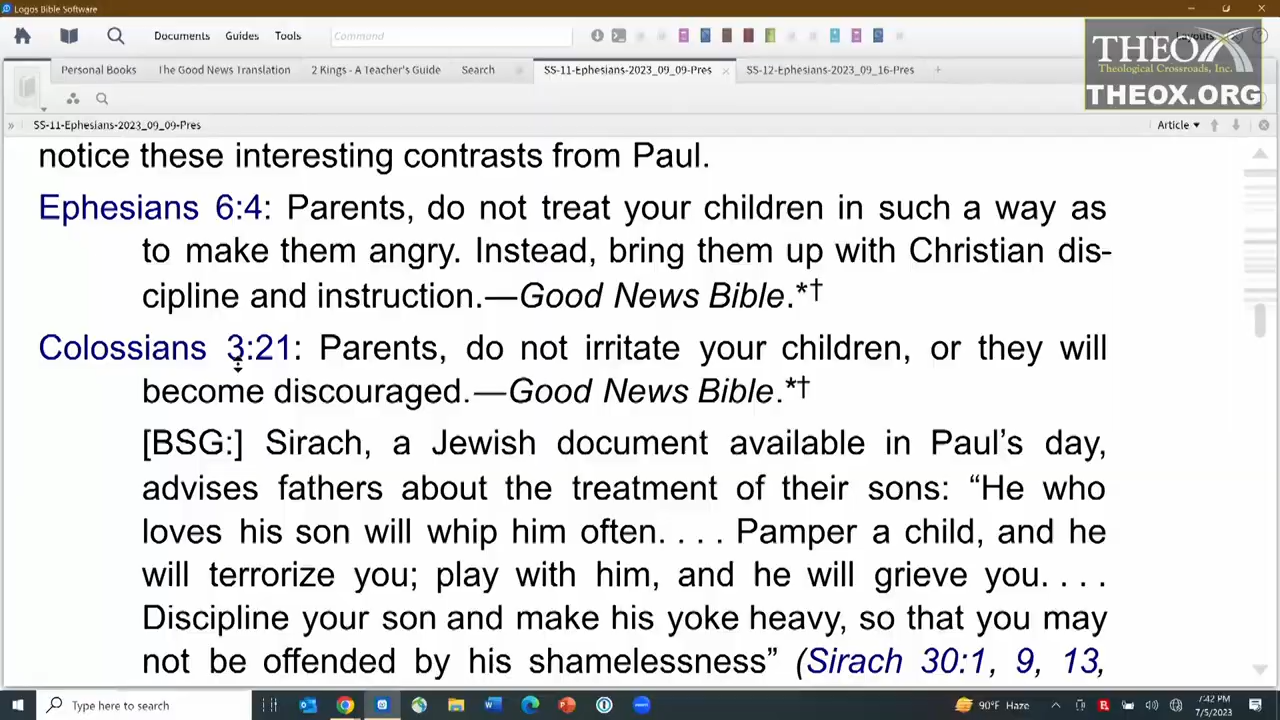 Logos Bible Software
Documents Guides Tools Command
THEOX
Theological Crossroads, Inc.
THEOX.ORG
Personal Books The Good News Translation 2 Kings - A Teache SS-11-Ephesians-2023_09_09-Pres × SS-12-Ephesians-2023_09_16-Pres +
» SS-11-Ephesians-2023_09_09-Pres Article
notice these interesting contrasts from Paul.
Ephesians 6:4: Parents, do not treat your children in such a way as
to make them angry. Instead, bring them up with Christian dis-
cipline and instruction.—Good News Bible.*†
Colossians 3:21: Parents, do not irritate your children, or they will
become discouraged.—Good News Bible.*†
[BSG:] Sirach, a Jewish document available in Paul’s day,
advises fathers about the treatment of their sons: “He who
loves his son will whip him often. . . . Pamper a child, and he
will terrorize you; play with him, and he will grieve you. . . .
Discipline your son and make his yoke heavy, so that you may
not be offended by his shamelessness” (Sirach 30:1, 9, 13,
Type here to search
90°F Haze
7:42 PM
7/5/2023